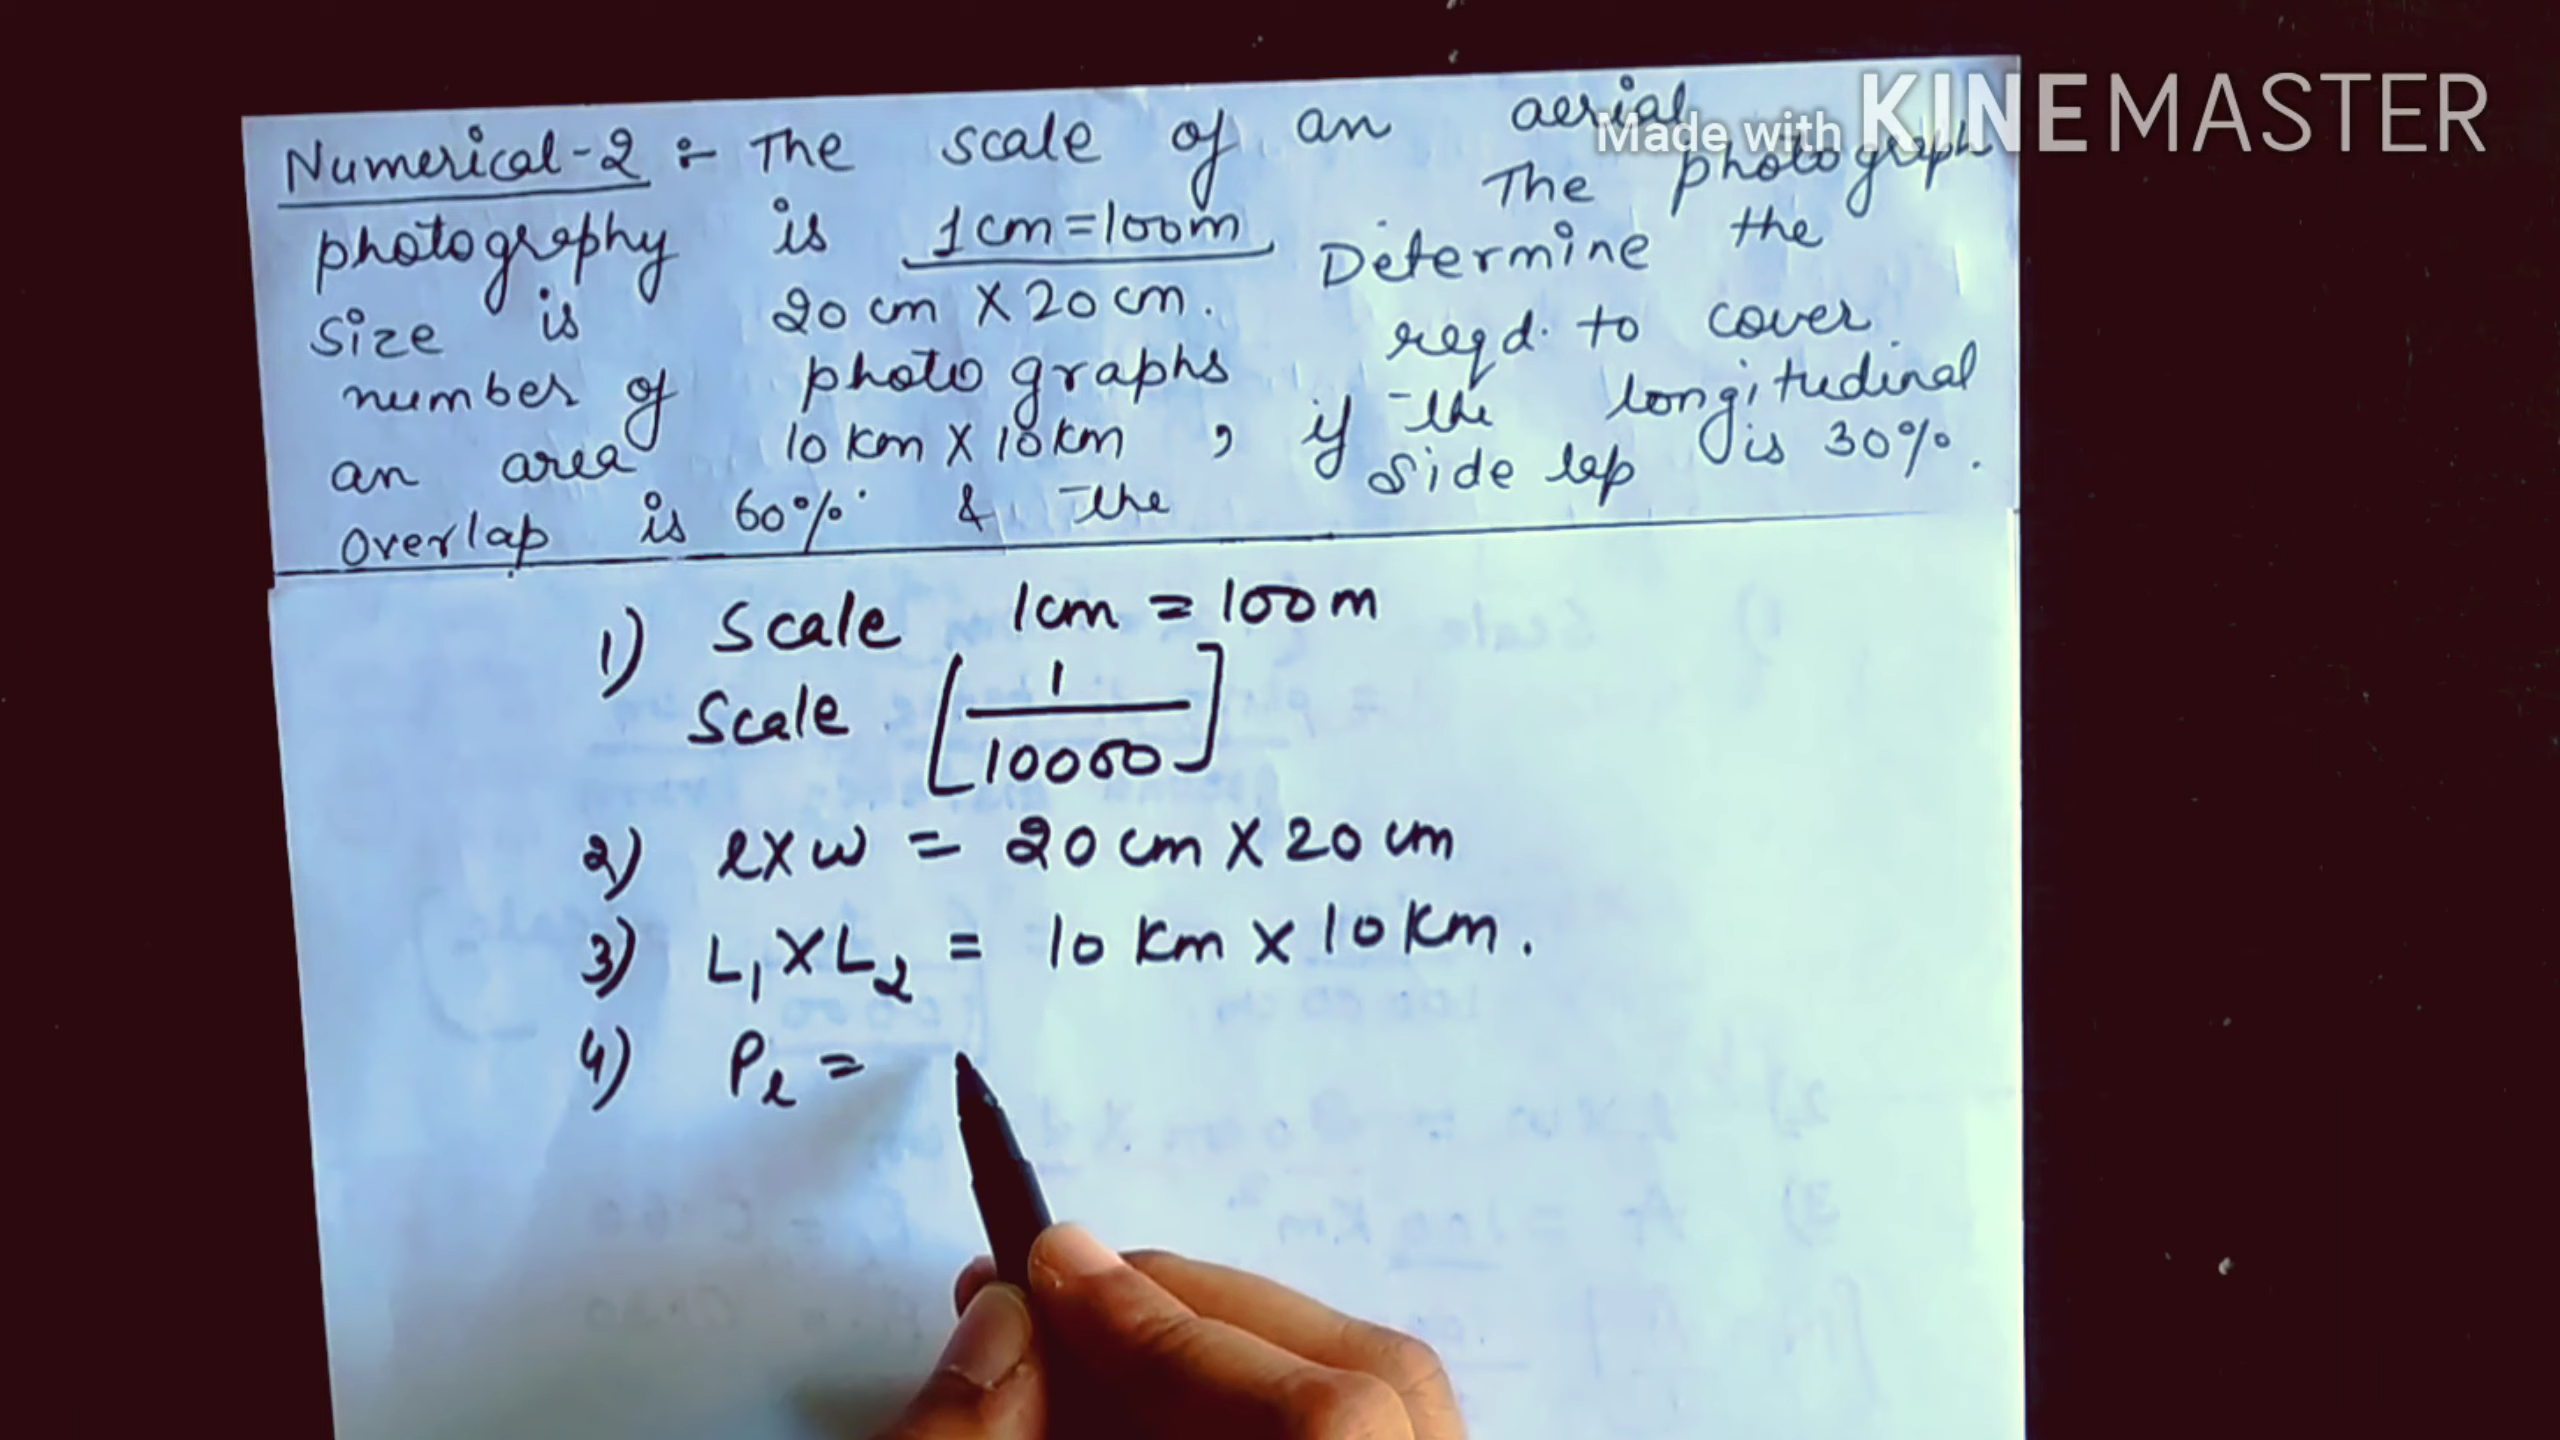 Made with KINEMASTER
Numerical-2 :- The scale of an aerial
photography is 1cm=100m. The photograph
size is 20 cm X 20 cm. Determine the
number of photographs reqd. to cover
an area 10 km X 10 km , if the longitudinal
overlap is 60% & the side lap is 30%.
1) Scale 1cm = 100m
Scale [1/10000]
2) l x w = 20 cm X 20 cm
3) L1 X L2 = 10 km X 10 km.
4) Pl =